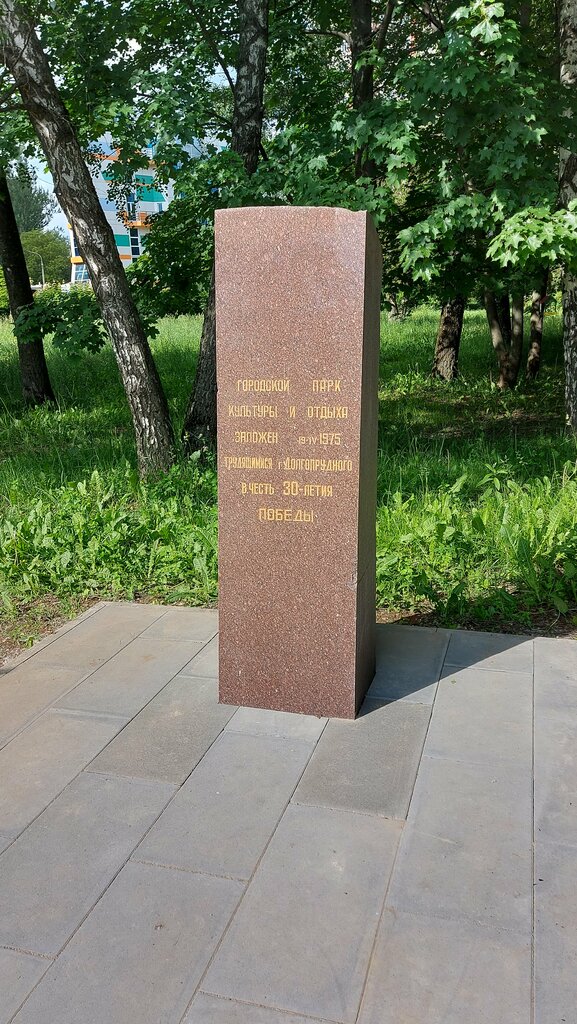 ГОРОДСКОЙ ПАРК
КУЛЬТУРЫ И ОТДЫХА
ЗАЛОЖЕН 19-IV 1975
ТРУДЯЩИМИСЯ г.ДОЛГОПРУДНОГО
В ЧЕСТЬ 30-ЛЕТИЯ
ПОБЕДЫ